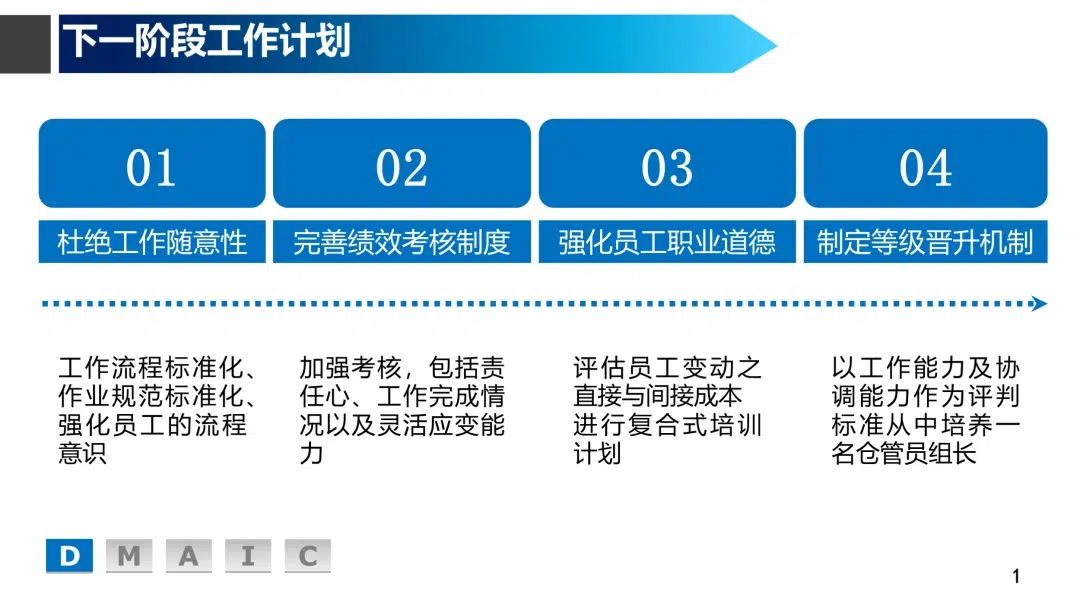 下一阶段工作计划
01
02
03
04
杜绝工作随意性
完善绩效考核制度
强化员工职业道德
制定等级晋升机制
工作流程标准化、
作业规范标准化、
强化员工的流程
意识
加强考核，包括责
任心、工作完成情
况以及灵活应变能
力
评估员工变动之
直接与间接成本
进行复合式培训
计划
以工作能力及协
调能力作为评判
标准从中培养一
名仓管员组长
D M A I C
1